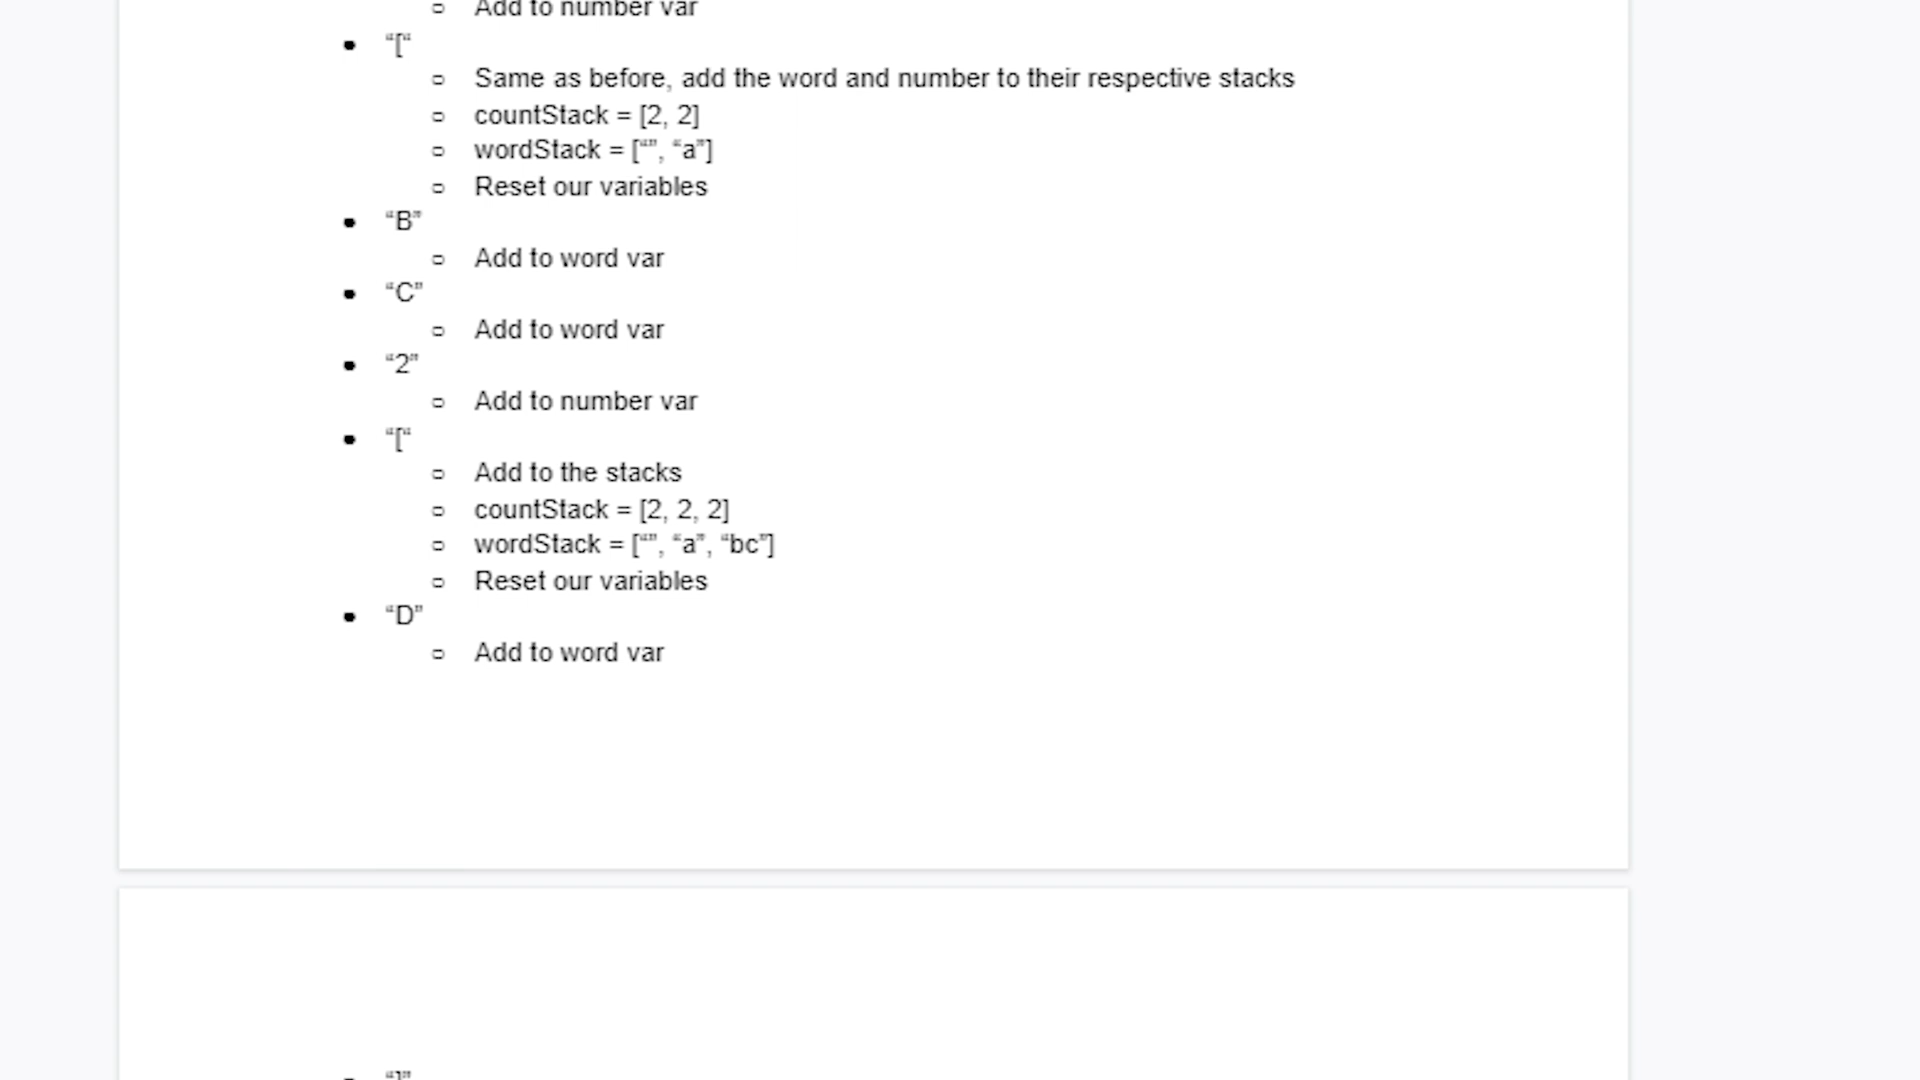 Add to number var
“[“
Same as before, add the word and number to their respective stacks
countStack = [2, 2]
wordStack = [“”, “a”]
Reset our variables
“B”
Add to word var
“C”
Add to word var
“2”
Add to number var
“[“
Add to the stacks
countStack = [2, 2, 2]
wordStack = [“”, “a”, “bc”]
Reset our variables
“D”
Add to word var
“]”